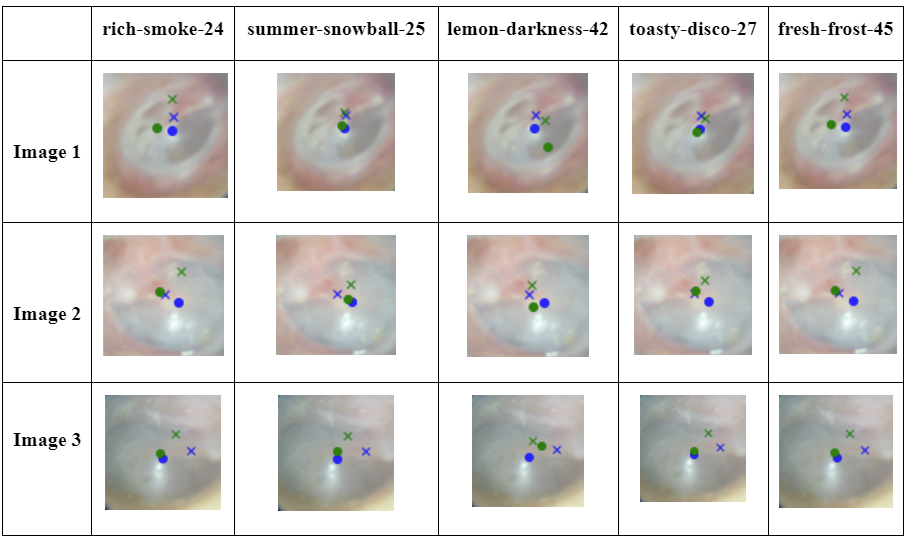 rich-smoke-24 summer-snowball-25 lemon-darkness-42 toasty-disco-27 fresh-frost-45
Image 1
Image 2
Image 3